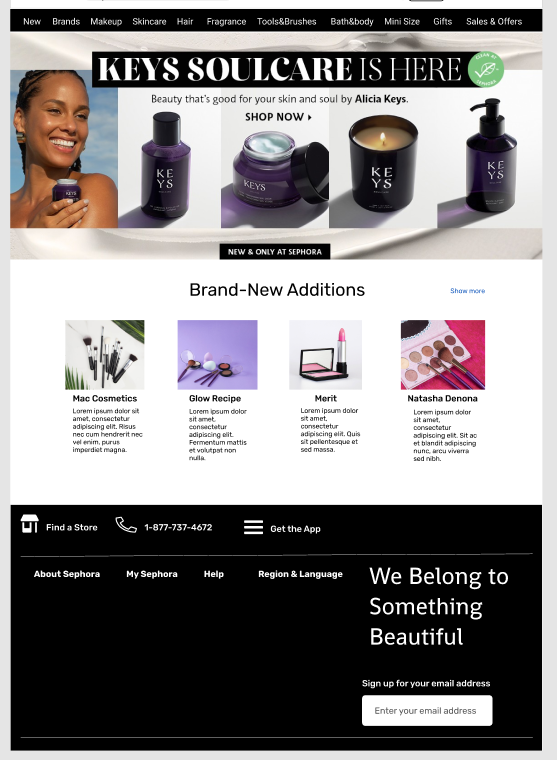 New Brands Makeup Skincare Hair Fragrance Tools&Brushes Bath&body Mini Size Gifts Sales & Offers
KEYS SOULCARE IS HERE
CLEAN AT SEPHORA
Beauty that's good for your skin and soul by Alicia Keys.
SHOP NOW
KE
YS
KEYS
KE
YS
KE
YS
KEYS
NEW & ONLY AT SEPHORA
Brand-New Additions
Show more
Mac Cosmetics
Lorem ipsum dolor sit
amet, consectetur
adipiscing elit. Risus
nec cum hendrerit nec
vel enim, purus
imperdiet magna.
Glow Recipe
Lorem ipsum dolor
sit amet,
consectetur
adipiscing elit.
Fermentum mattis
et volutpat non
nulla.
Merit
Lorem ipsum dolor
sit amet,
consectetur
adipiscing elit. Quis
sit pellentesque et
sed massa.
Natasha Denona
Lorem ipsum dolor
sit amet,
consectetur
adipiscing elit. Sit ac
et blandit adipiscing
nunc, arcu viverra
sed nibh.
Find a Store
1-877-737-4672
Get the App
About Sephora
My Sephora
Help
Region & Language
We Belong to
Something
Beautiful
Sign up for your email address
Enter your email address